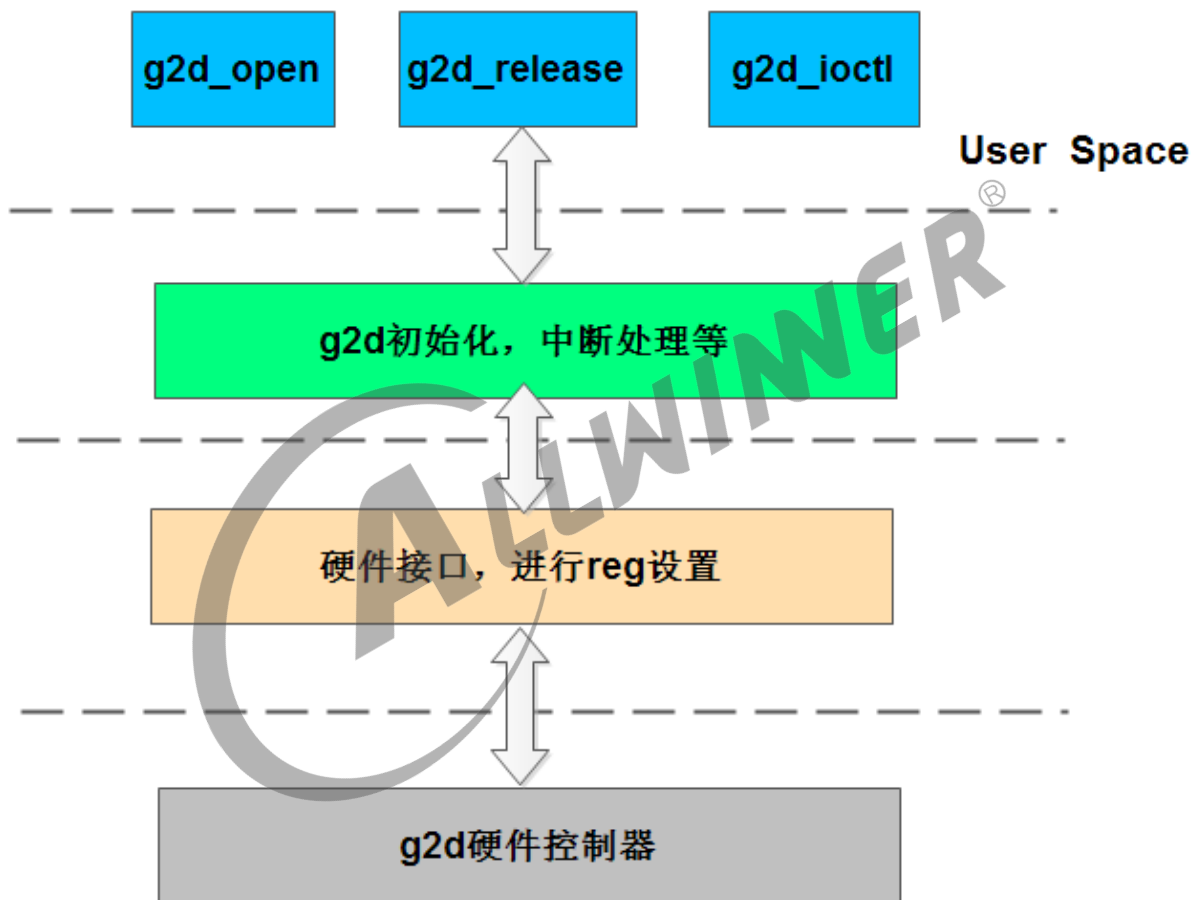 g2d_open
g2d_release
g2d_ioctl
User Space
®
ALLWINNER
g2d初始化，中断处理等
硬件接口，进行reg设置
g2d硬件控制器